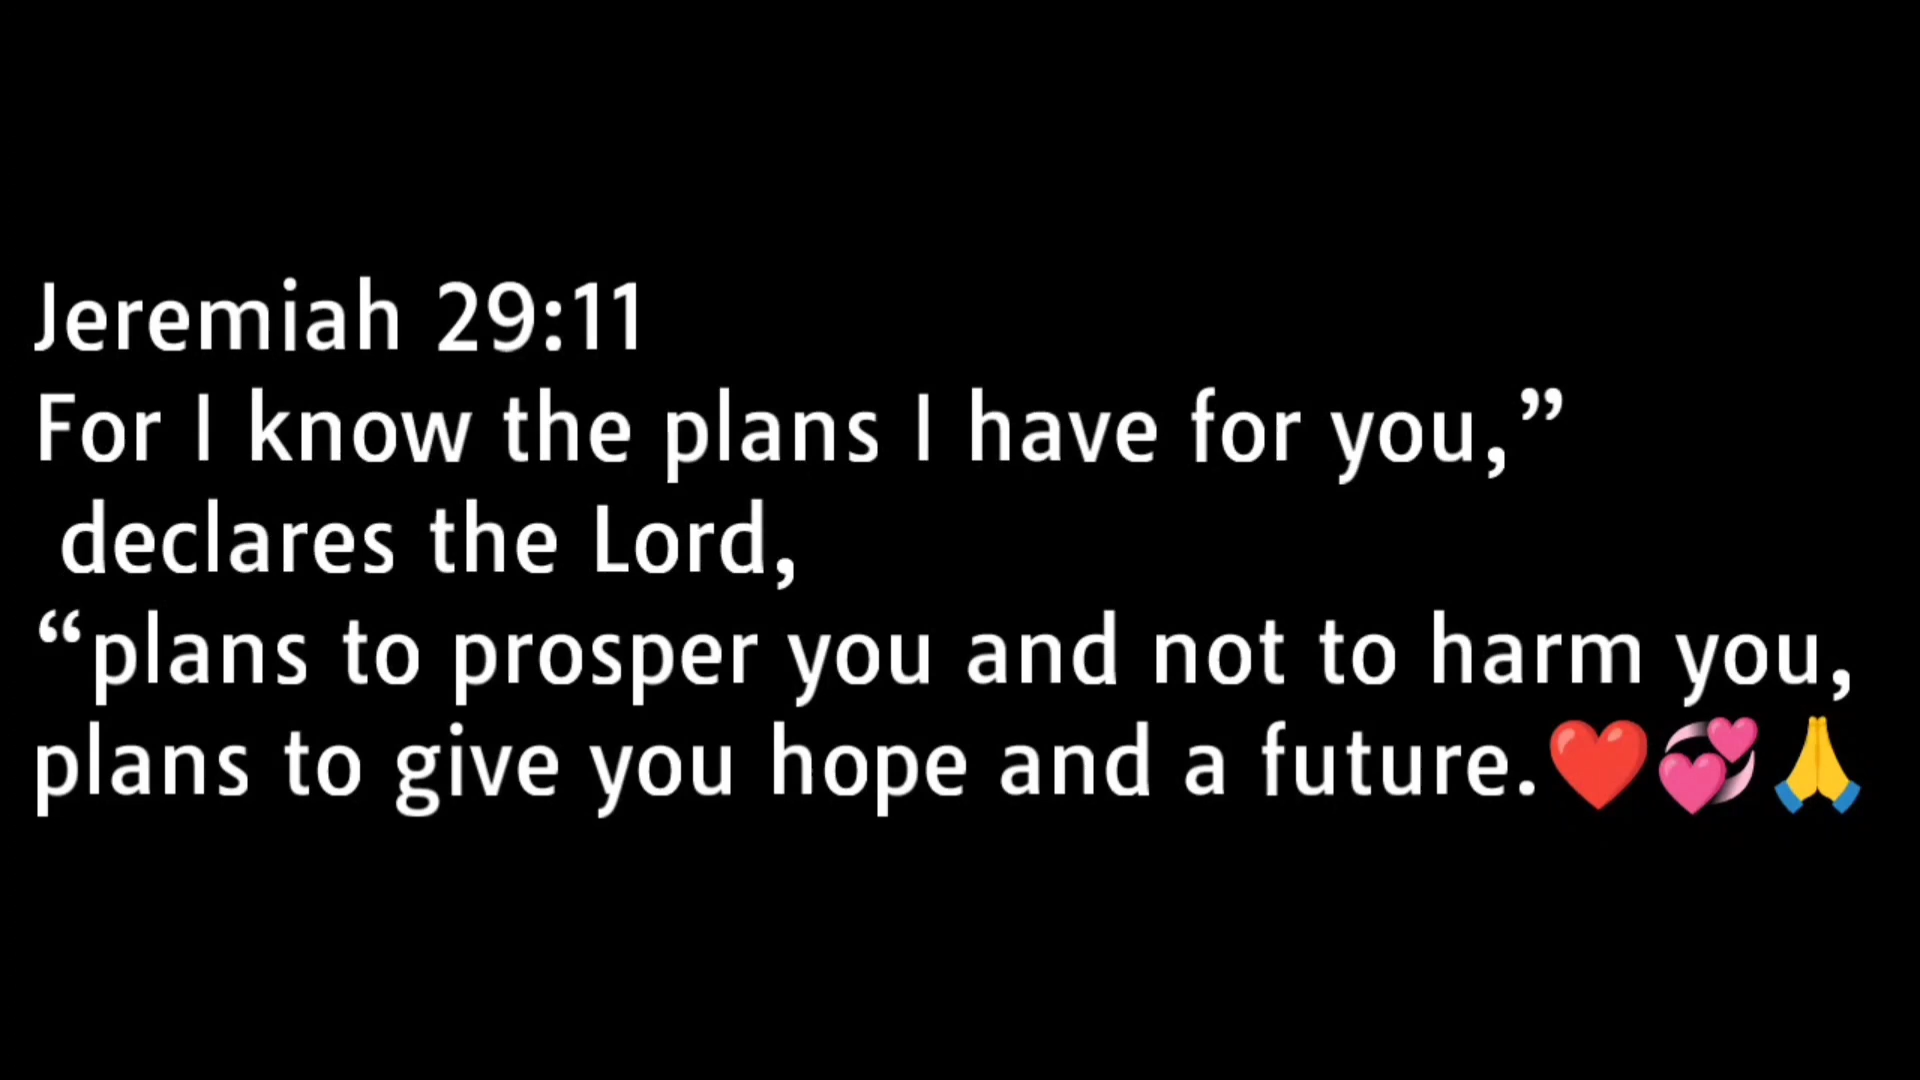 Jeremiah 29:11
For I know the plans I have for you,”
declares the Lord,
“plans to prosper you and not to harm you,
plans to give you hope and a future.❤️💞🙏